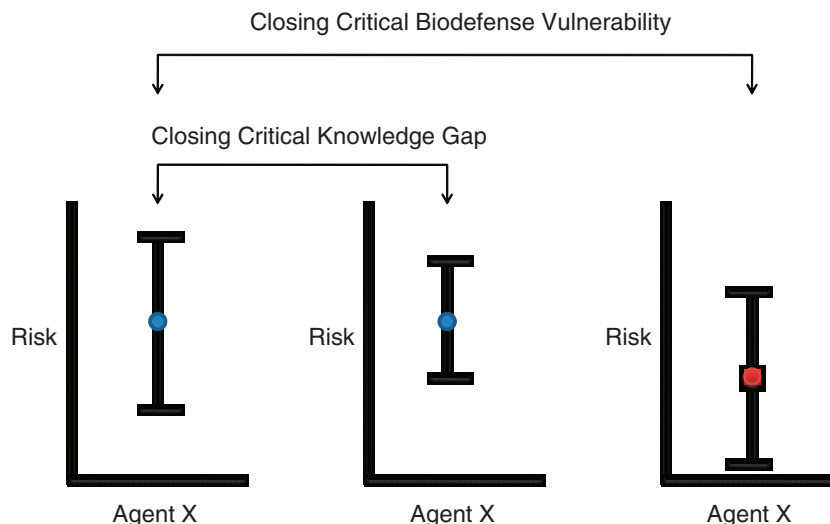 Closing Critical Biodefense Vulnerability
Closing Critical Knowledge Gap
Risk
Risk
Risk
Agent X
Agent X
Agent X